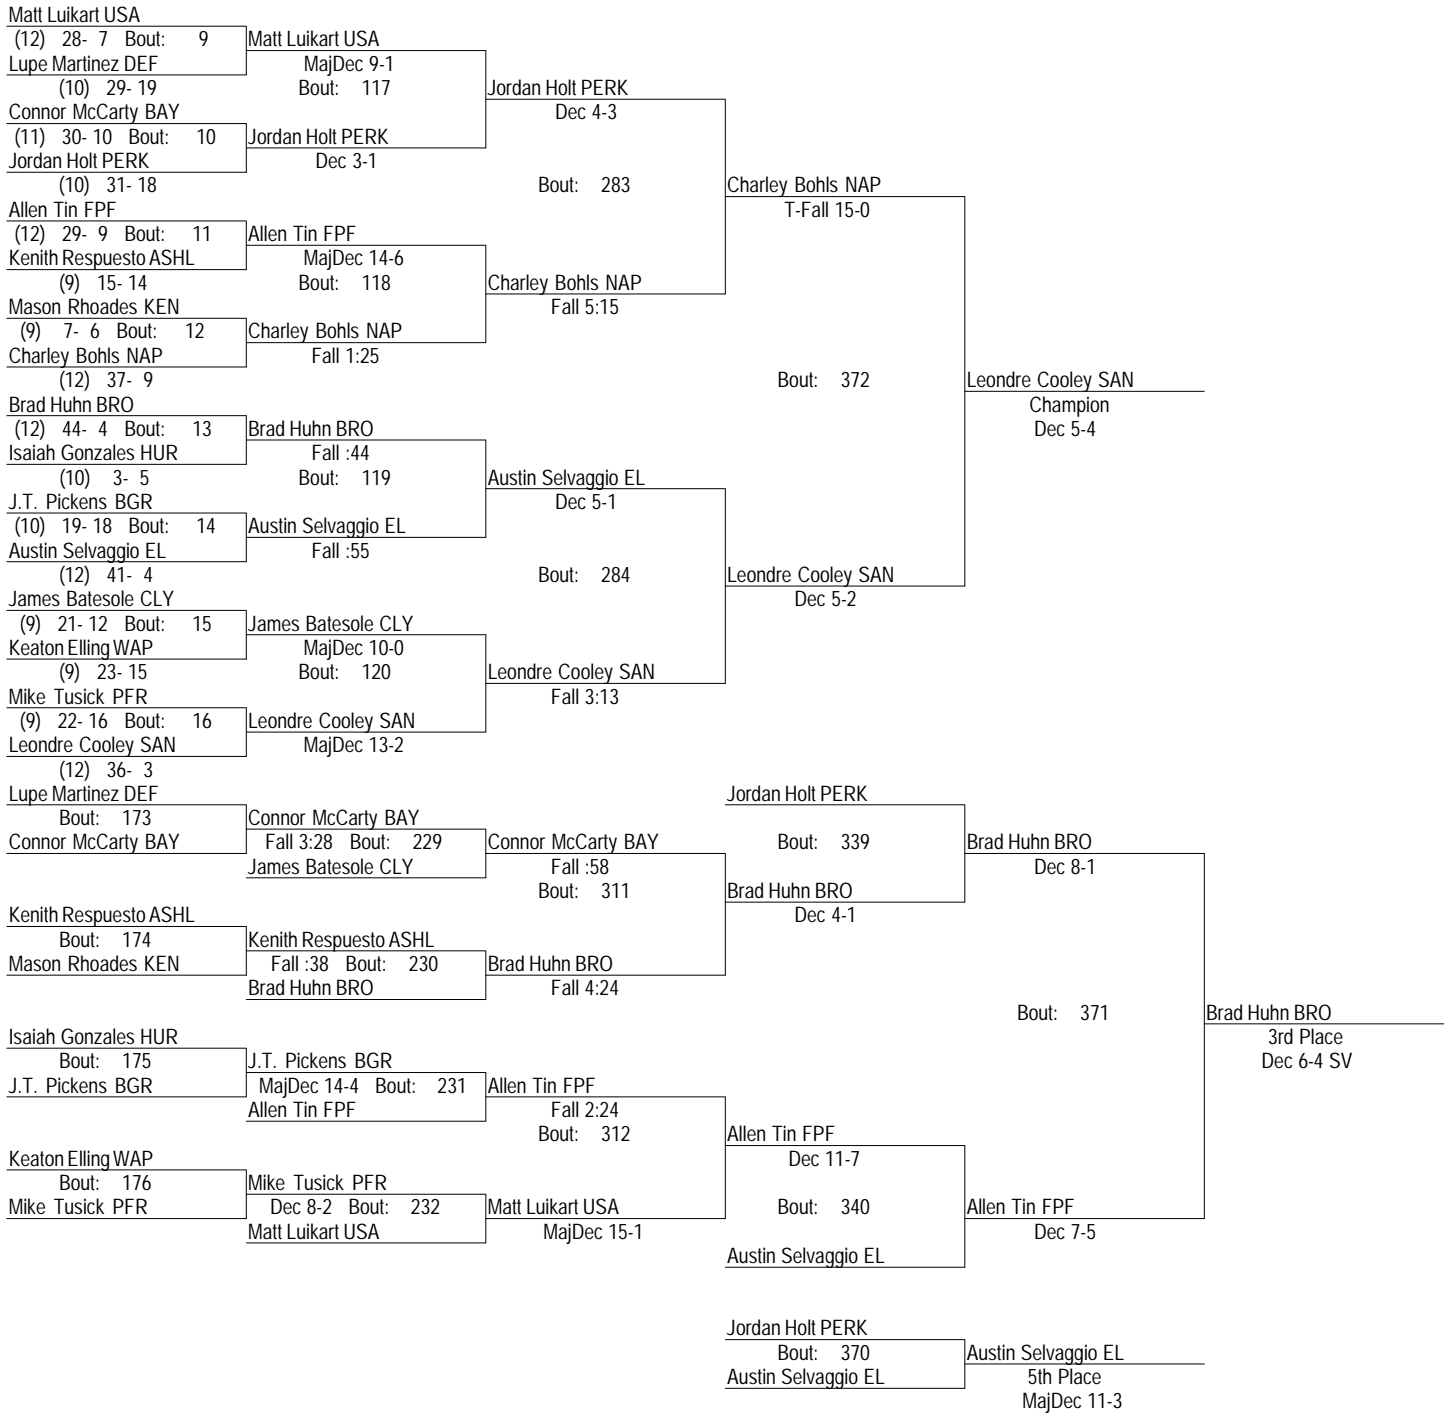 Matt Luikart USA
(12) 28- 7 Bout: 9 Matt Luikart USA
Lupe Martinez DEF MajDec 9-1
(10) 29- 19 Bout: 117 Jordan Holt PERK
Connor McCarty BAY Dec 4-3
(11) 30- 10 Bout: 10 Jordan Holt PERK
Jordan Holt PERK Dec 3-1
(10) 31- 18 Bout: 283 Charley Bohls NAP
Allen Tin FPF T-Fall 15-0
(12) 29- 9 Bout: 11 Allen Tin FPF
Kenith Respuesto ASHL MajDec 14-6
(9) 15- 14 Bout: 118 Charley Bohls NAP
Mason Rhoades KEN Fall 5:15
(9) 7- 6 Bout: 12 Charley Bohls NAP
Charley Bohls NAP Fall 1:25
(12) 37- 9 Bout: 372 Leondre Cooley SAN
Brad Huhn BRO Champion
(12) 44- 4 Bout: 13 Brad Huhn BRO Dec 5-4
Isaiah Gonzales HUR Fall :44
(10) 3- 5 Bout: 119 Austin Selvaggio EL
J.T. Pickens BGR Dec 5-1
(10) 19- 18 Bout: 14 Austin Selvaggio EL
Austin Selvaggio EL Fall :55
(12) 41- 4 Bout: 284 Leondre Cooley SAN
James Batesole CLY Dec 5-2
(9) 21- 12 Bout: 15 James Batesole CLY
Keaton Elling WAP MajDec 10-0
(9) 23- 15 Bout: 120 Leondre Cooley SAN
Mike Tusick PFR Fall 3:13
(9) 22- 16 Bout: 16 Leondre Cooley SAN
Leondre Cooley SAN MajDec 13-2
(12) 36- 3
Lupe Martinez DEF Jordan Holt PERK
Bout: 173 Connor McCarty BAY
Connor McCarty BAY Fall 3:28 Bout: 229 Connor McCarty BAY Bout: 339 Brad Huhn BRO
James Batesole CLY Fall :58 Dec 8-1
Bout: 311 Brad Huhn BRO
Kenith Respuesto ASHL Dec 4-1
Bout: 174 Kenith Respuesto ASHL
Mason Rhoades KEN Fall :38 Bout: 230 Brad Huhn BRO
Brad Huhn BRO Fall 4:24
Bout: 371 Brad Huhn BRO
Isaiah Gonzales HUR 3rd Place
Bout: 175 J.T. Pickens BGR Dec 6-4 SV
J.T. Pickens BGR MajDec 14-4 Bout: 231 Allen Tin FPF
Allen Tin FPF Fall 2:24
Bout: 312 Allen Tin FPF
Keaton Elling WAP Dec 11-7
Bout: 176 Mike Tusick PFR
Mike Tusick PFR Dec 8-2 Bout: 232 Matt Luikart USA Bout: 340 Allen Tin FPF
Matt Luikart USA MajDec 15-1 Dec 7-5
Austin Selvaggio EL
Jordan Holt PERK
Bout: 370 Austin Selvaggio EL
Austin Selvaggio EL 5th Place
MajDec 11-3